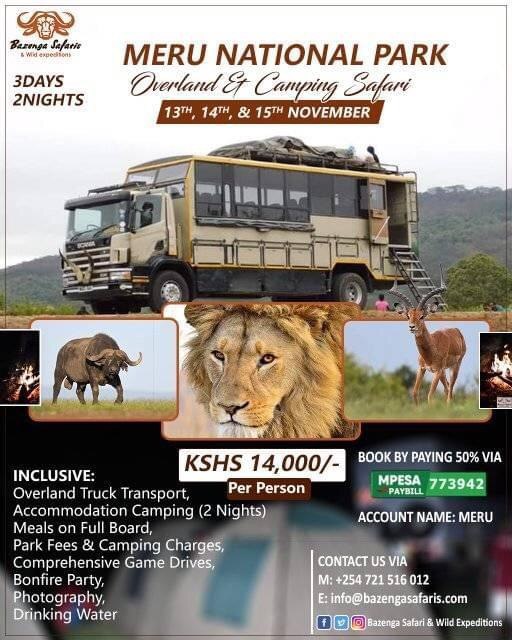 Bazenga Safaris
& Wild expeditions
3DAYS
2NIGHTS
MERU NATIONAL PARK
Overland & Camping Safari
13TH, 14TH, & 15TH NOVEMBER
SCANIA
KSHS 14,000/-
Per Person
INCLUSIVE:
Overland Truck Transport,
Accommodation Camping (2 Nights)
Meals on Full Board,
Park Fees & Camping Charges,
Comprehensive Game Drives,
Bonfire Party,
Photography,
Drinking Water
BOOK BY PAYING 50% VIA
MPESA
PAYBILL
773942
ACCOUNT NAME: MERU
CONTACT US VIA
M: +254 721 516 012
E: info@bazengasafaris.com
Bazenga Safari & Wild Expeditions